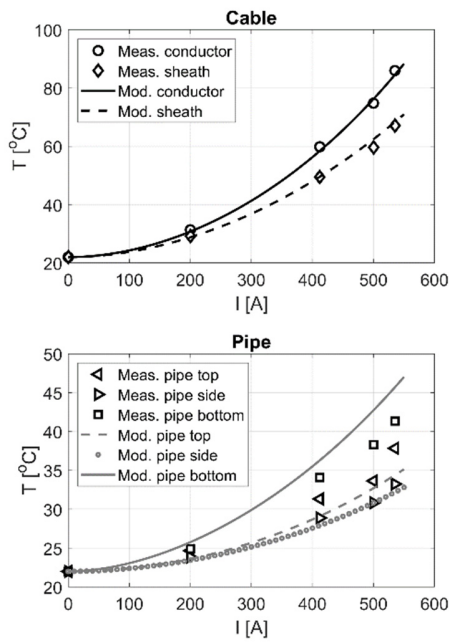 Cable
100
80
60
40
20
T [°C]
Meas. conductor
Meas. sheath
Mod. conductor
Mod. sheath
0 100 200 300 400 500 600
I [A]
Pipe
50
45
40
35
30
25
20
T [°C]
Meas. pipe top
Meas. pipe side
Meas. pipe bottom
Mod. pipe top
Mod. pipe side
Mod. pipe bottom
0 100 200 300 400 500 600
I [A]